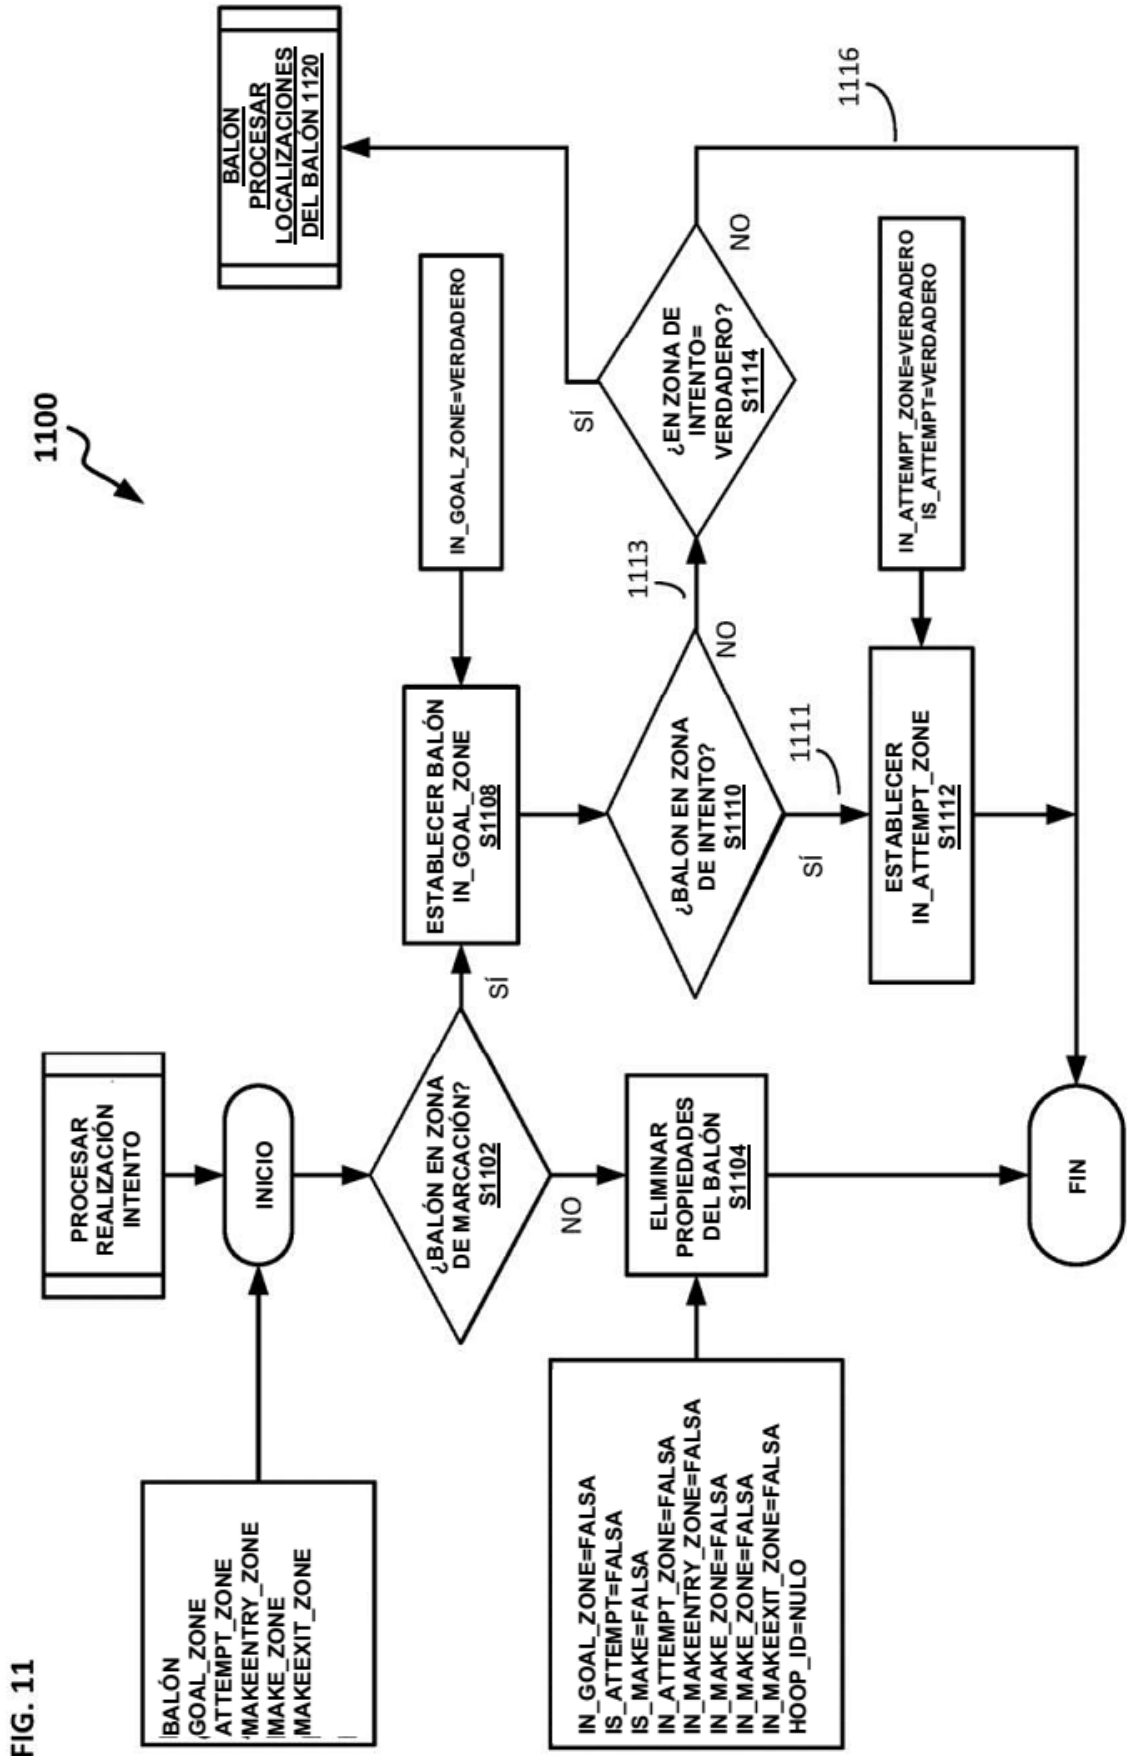 FIG. 11
1100
PROCESAR
REALIZACIÓN
INTENTO
BALÓN
GOAL_ZONE
ATTEMPT_ZONE
MAKEENTRY_ZONE
MAKE_ZONE
MAKEEXIT_ZONE
INICIO
¿BALÓN EN ZONA
DE MARCACIÓN?
S1102
SÍ
NO
IN_GOAL_ZONE=FALSA
IS_ATTEMPT=FALSA
IS_MAKE=FALSA
IN_ATTEMPT_ZONE=FALSA
IN_MAKEENTRY_ZONE=FALSA
IN_MAKE_ZONE=FALSA
IN_MAKE_ZONE=FALSA
IN_MAKEEXIT_ZONE=FALSA
HOOP_ID=NULO
ELIMINAR
PROPIEDADES
DEL BALÓN
S1104
FIN
ESTABLECER BALÓN
IN_GOAL_ZONE
S1108
IN_GOAL_ZONE=VERDADERO
¿BALON EN ZONA
DE INTENTO?
S1110
SÍ
1111
NO
1113
ESTABLECER
IN_ATTEMPT_ZONE
S1112
IN_ATTEMPT_ZONE=VERDADERO
IS_ATTEMPT=VERDADERO
¿EN ZONA DE
INTENTO=
VERDADERO?
S1114
SÍ
NO
1116
BALÓN
PROCESAR
LOCALIZACIONES
DEL BALÓN 1120